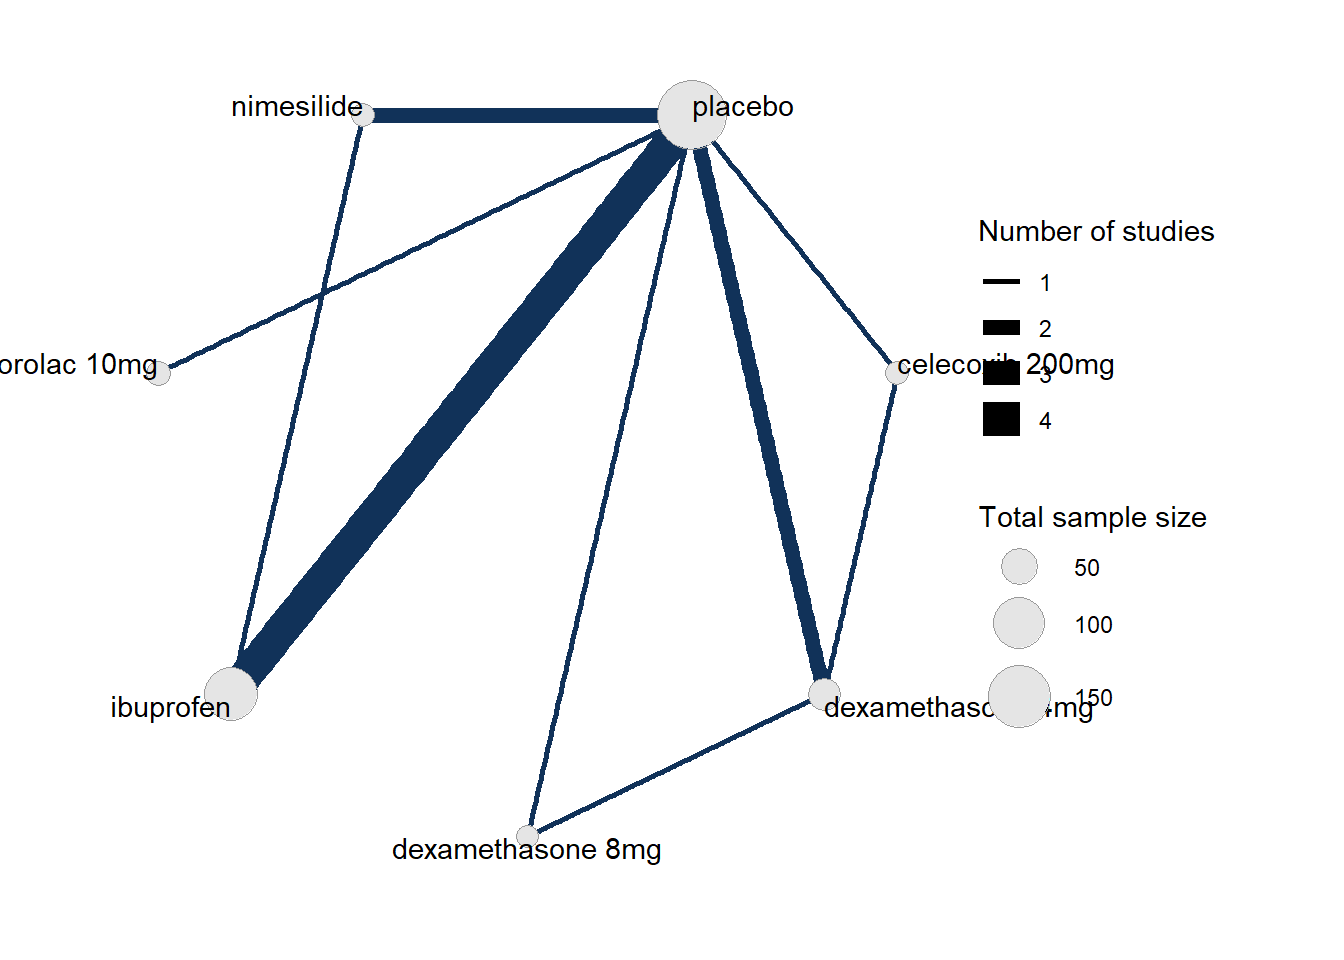 nimesilide
placebo
orolac 10mg
celecoxib 200mg
ibuprofen
dexamethasone 4mg
dexamethasone 8mg
Number of studies
1
2
3
4
Total sample size
50
100
150